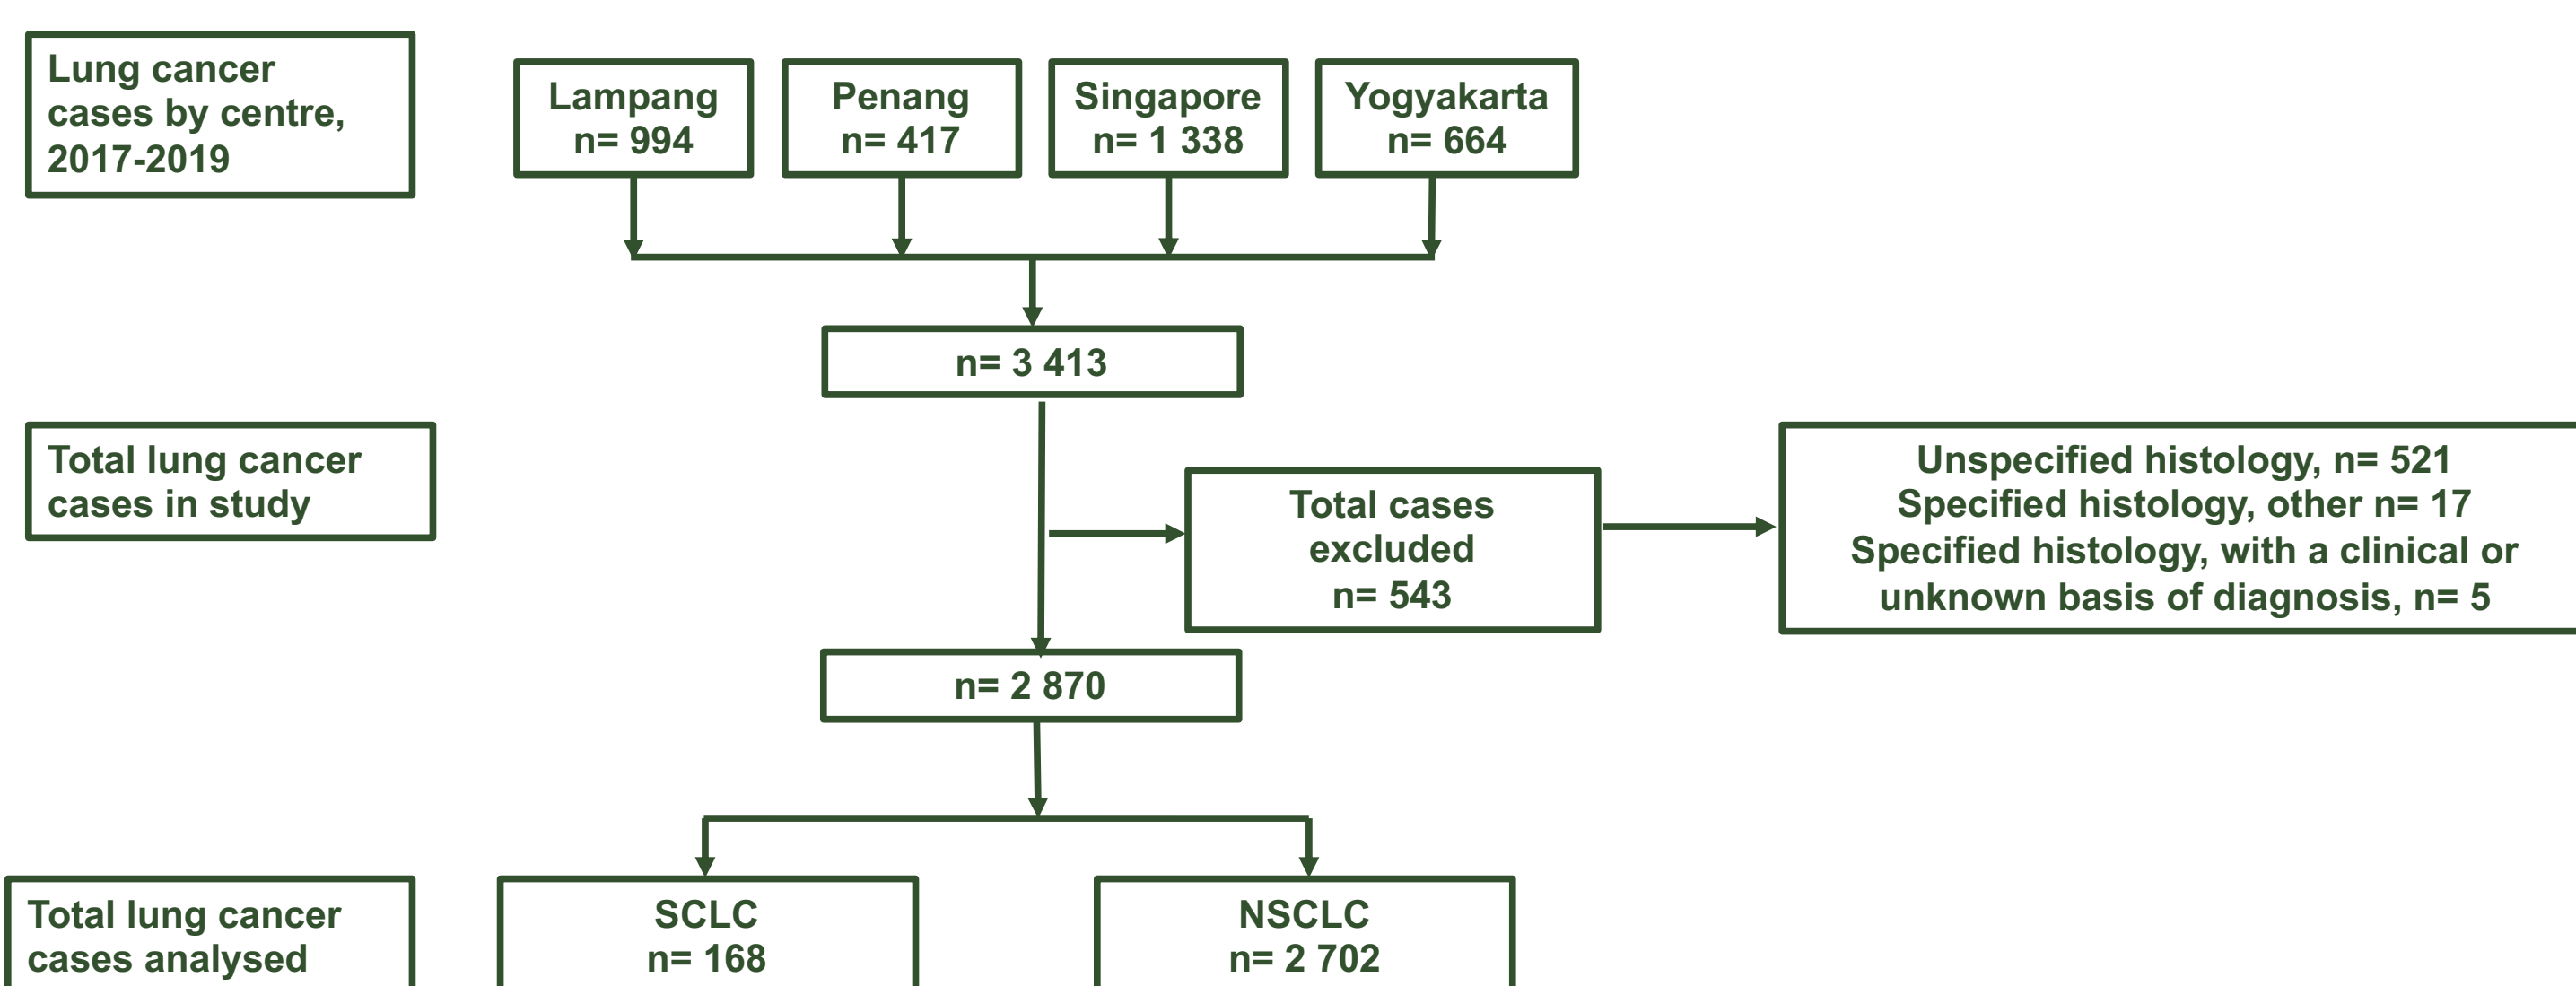 Lung cancer
cases by centre,
2017-2019
Lampang
n= 994
Penang
n= 417
Singapore
n= 1 338
Yogyakarta
n= 664
n= 3 413
Total lung cancer
cases in study
Total cases
excluded
n= 543
Unspecified histology, n= 521
Specified histology, other n= 17
Specified histology, with a clinical or
unknown basis of diagnosis, n= 5
n= 2 870
Total lung cancer
cases analysed
SCLC
n= 168
NSCLC
n= 2 702